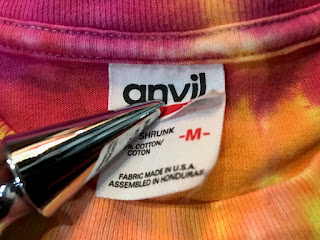 anvil
SHRUNK -M-
% COTTON/
COTON
FABRIC MADE IN U.S.A.
ASSEMBLED IN HONDURAS